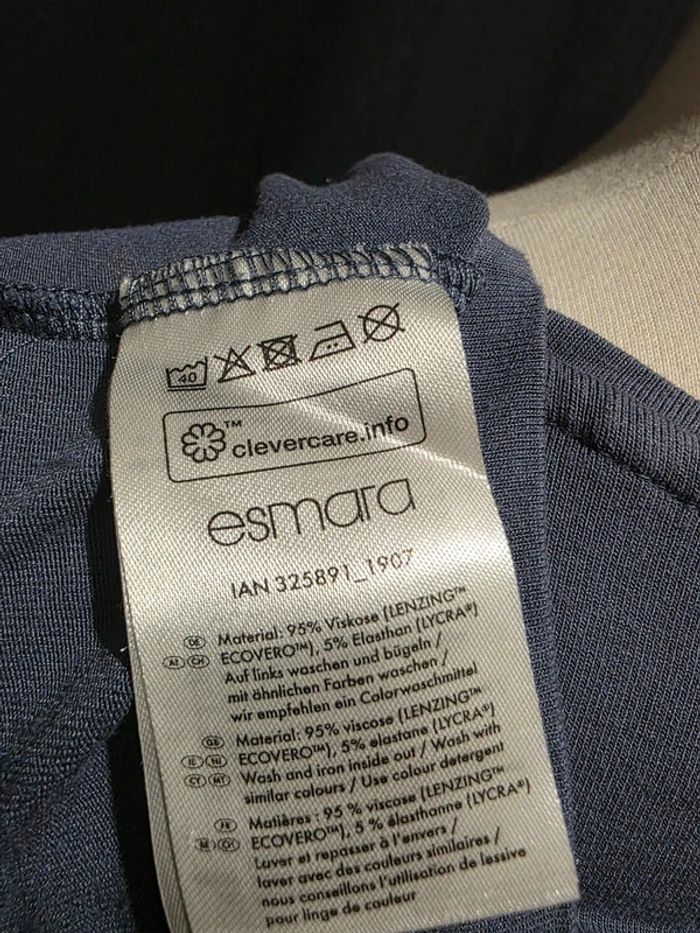 40
™ clevercare.info
esmara
IAN 325891_1907
DE Material: 95% Viskose (LENZING™
AT CH ECOVERO™), 5% Elasthan (LYCRA®)
Auf links waschen und bügeln /
mit ähnlichen Farben waschen /
wir empfehlen ein Colorwaschmittel
GB Material: 95% viscose (LENZING™
IE NI ECOVERO™), 5% elastane (LYCRA®)
CY MT Wash and iron inside out / Wash with
similar colours / Use colour detergent
FR Matières : 95 % viscose (LENZING™
BE CH ECOVERO™), 5 % élasthanne (LYCRA®)
Laver et repasser à l'envers /
laver avec des couleurs similaires /
nous conseillons l'utilisation de lessive
pour linge de couleur